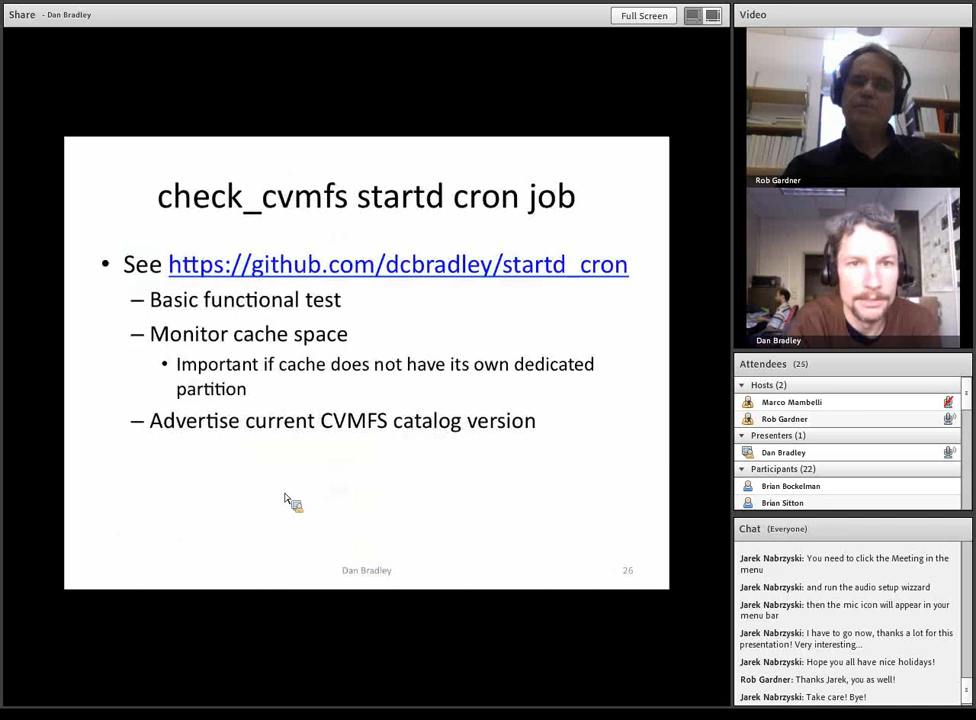 Share - Dan Bradley
Full Screen
check_cvmfs startd cron job
• See https://github.com/dcbradley/startd_cron
– Basic functional test
– Monitor cache space
• Important if cache does not have its own dedicated
partition
– Advertise current CVMFS catalog version
Dan Bradley
26
Video
Rob Gardner
Dan Bradley
Attendees (25)
Hosts (2)
Marco Mambelli
Rob Gardner
Presenters (1)
Dan Bradley
Participants (22)
Brian Bockelman
Brian Sitton
Chat (Everyone)
Jarek Nabrzyski: You need to click the Meeting in the
menu
Jarek Nabrzyski: and run the audio setup wizzard
Jarek Nabrzyski: then the mic icon will appear in your
menu bar
Jarek Nabrzyski: I have to go now, thanks a lot for this
presentation! Very interesting...
Jarek Nabrzyski: Hope you all have nice holidays!
Rob Gardner: Thanks Jarek, you as well!
Jarek Nabrzyski: Take care! Bye!